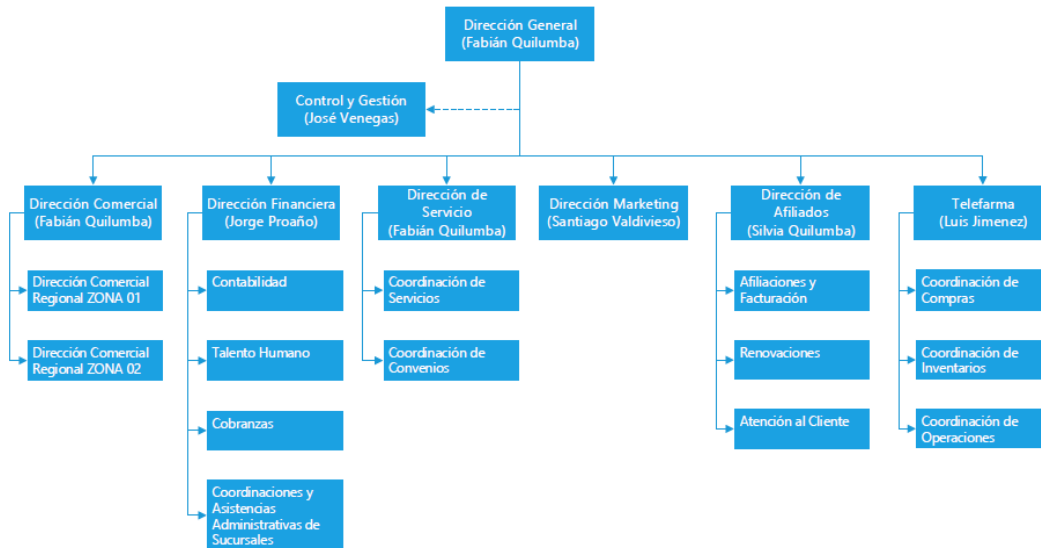 Dirección General
(Fabián Quilumba)
Control y Gestión
(José Venegas)
Dirección Comercial
(Fabián Quilumba)
Dirección Comercial
Regional ZONA 01
Dirección Comercial
Regional ZONA 02
Dirección Financiera
(Jorge Proaño)
Contabilidad
Talento Humano
Cobranzas
Coordinaciones y
Asistencias
Administrativas de
Sucursales
Dirección de
Servicio
(Fabián Quilumba)
Coordinación de
Servicios
Coordinación de
Convenios
Dirección Marketing
(Santiago Valdivieso)
Dirección de
Afiliados
(Silvia Quilumba)
Afiliaciones y
Facturación
Renovaciones
Atención al Cliente
Telefarma
(Luis Jimenez)
Coordinación de
Compras
Coordinación de
Inventarios
Coordinación de
Operaciones